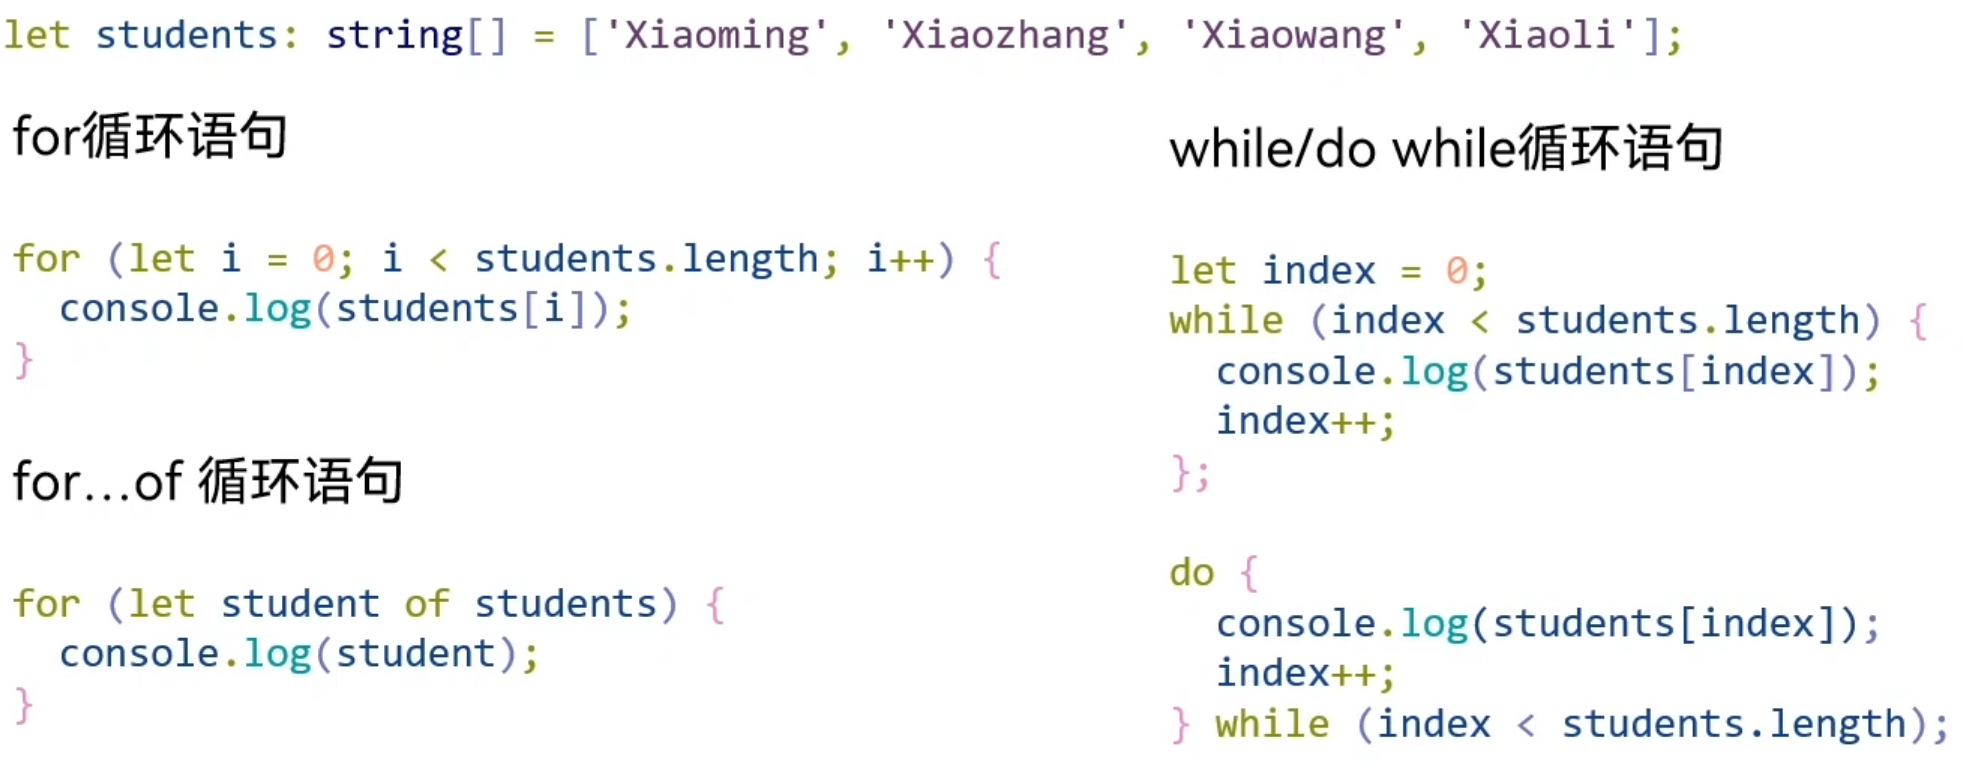 let students: string[] = ['Xiaoming', 'Xiaozhang', 'Xiaowang', 'Xiaoli'];
for循环语句
for (let i = 0; i < students.length; i++) {
  console.log(students[i]);
}
for...of 循环语句
for (let student of students) {
  console.log(student);
}
while/do while循环语句
let index = 0;
while (index < students.length) {
  console.log(students[index]);
  index++;
};
do {
  console.log(students[index]);
  index++;
} while (index < students.length);